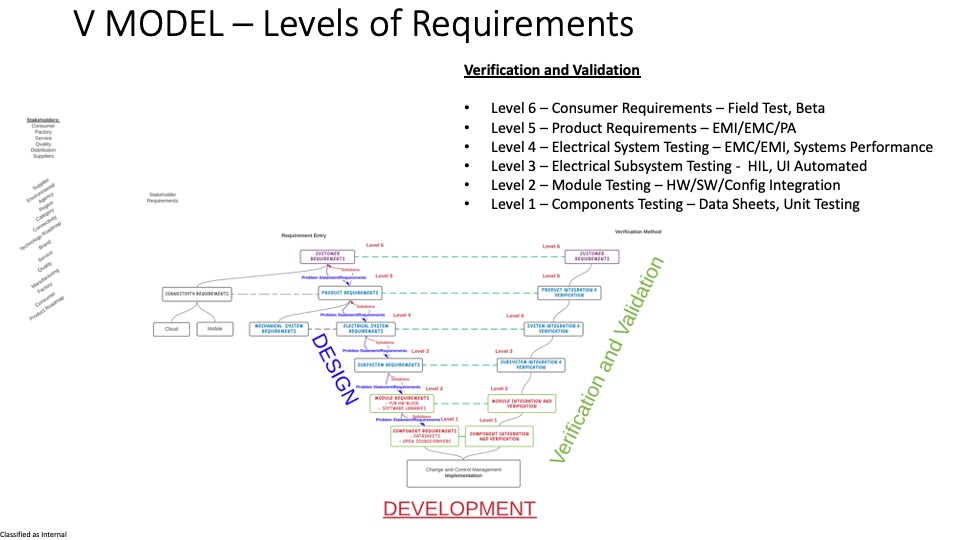 V MODEL – Levels of Requirements
Verification and Validation
• Level 6 – Consumer Requirements – Field Test, Beta
• Level 5 – Product Requirements – EMI/EMC/PA
• Level 4 – Electrical System Testing – EMC/EMI, Systems Performance
• Level 3 – Electrical Subsystem Testing - HIL, UI Automated
• Level 2 – Module Testing – HW/SW/Config Integration
• Level 1 – Components Testing – Data Sheets, Unit Testing
Stakeholders:
Consumer
Factory
Service
Quality
Distribution
Suppliers
Supplier
Environmental
Agency
Region
Category
Connectivity
Technology Roadmap
Brand
Service
Quality
Manufacturing
Factory
Consumer
Product Roadmap
Stakeholder
Requirements
Requirement Entry
Verification Method
Level 6
Level 6
CUSTOMER
REQUIREMENTS
CUSTOMER
REQUIREMENTS
Solutions
Problem Statement/Requirements
Level 5
Level 5
CONNECTIVITY REQUIREMENTS
PRODUCT REQUIREMENTS
PRODUCT INTEGRATION &
VERIFICATION
Solutions
Problem Statement/Requirements
Level 4
Level 4
Cloud
Mobile
MECHANICAL SYSTEM
REQUIREMENTS
ELECTRICAL SYSTEM
REQUIREMENTS
SYSTEM INTEGRATION &
VERIFICATION
Solutions
Problem Statement/Requirements
Level 3
Level 3
SUBSYSTEM REQUIREMENTS
SUBSYSTEM INTEGRATION &
VERIFICATION
Solutions
Problem Statement/Requirements
Level 2
Level 2
MODULE REQUIREMENTS
- FUN HW BLOCK
- SOFTWARE LIBRARIES
MODULE INTEGRATION AND
VERIFICATION
Solutions
Problem Statement/Requirements
Level 1
Level 1
COMPONENT REQUIREMENTS
- DATASHEETS
- OPEN SOURCE/DRIVERS
COMPONENT INTEGRATION
AND VERIFICATION
Change and Control Management
Implementation
DESIGN
Verification and Validation
DEVELOPMENT
Classified as Internal